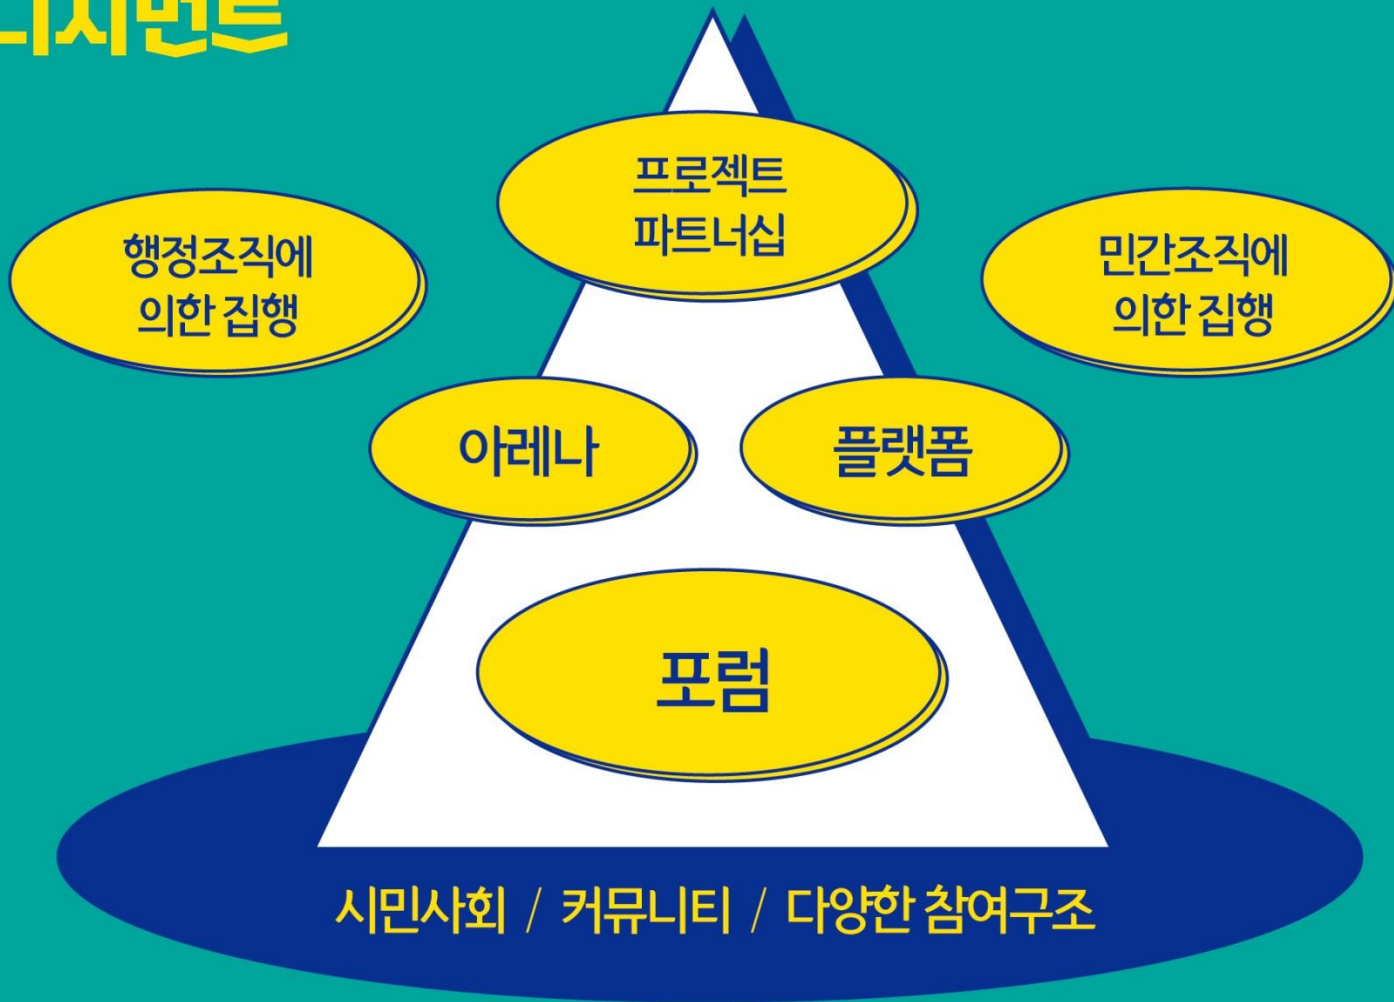 프로젝트
파트너십
행정조직에
의한 집행
민간조직에
의한 집행
아레나
플랫폼
포럼
시민사회 / 커뮤니티 / 다양한 참여구조